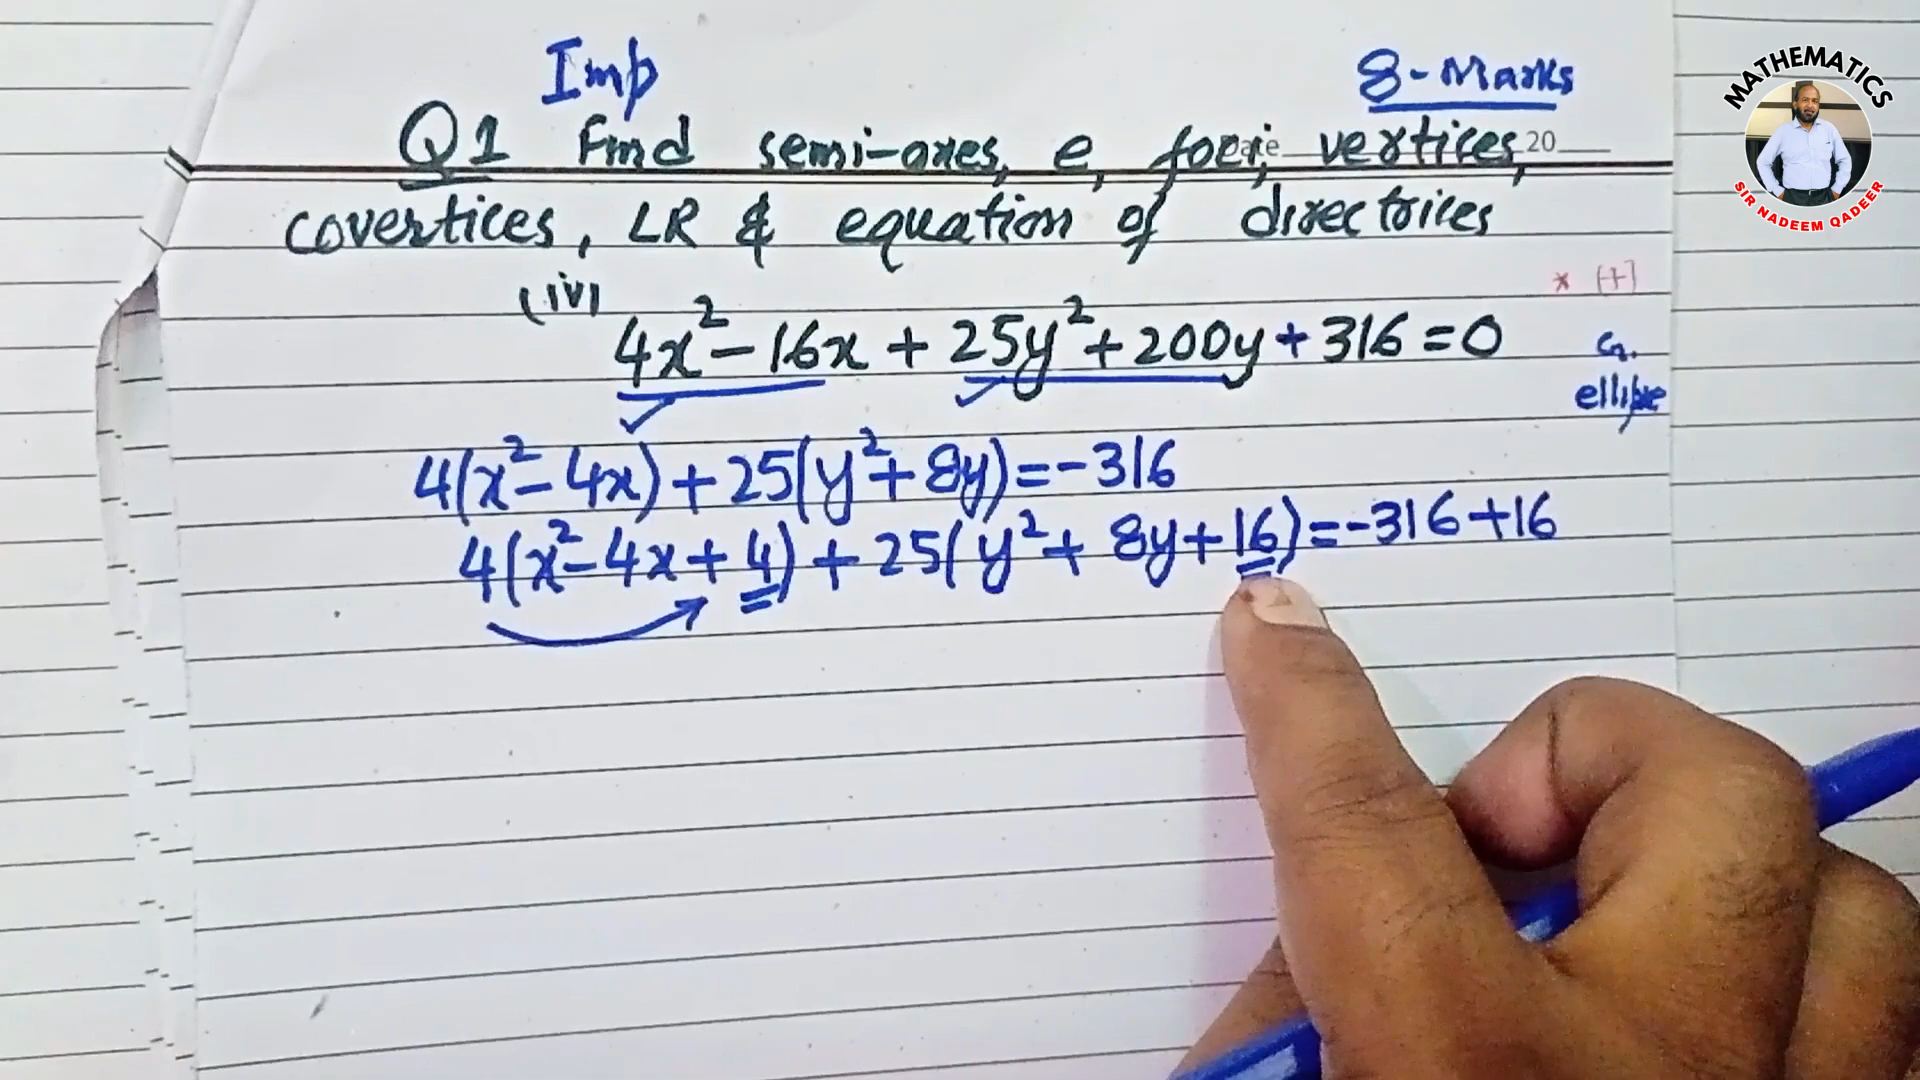 Imp
8-Marks
MATHEMATICS
SIR NADEEM QADEER
Q1 Find semi-axes, e, foci, vertices,
20
covertices, LR & equation of directrices
(iv)
* [+]
4x² - 16x + 25y² + 200y + 316 = 0
ellipse
4(x² - 4x) + 25(y² + 8y) = -316
4(x² - 4x + 4) + 25(y² + 8y + 16) = -316 + 16